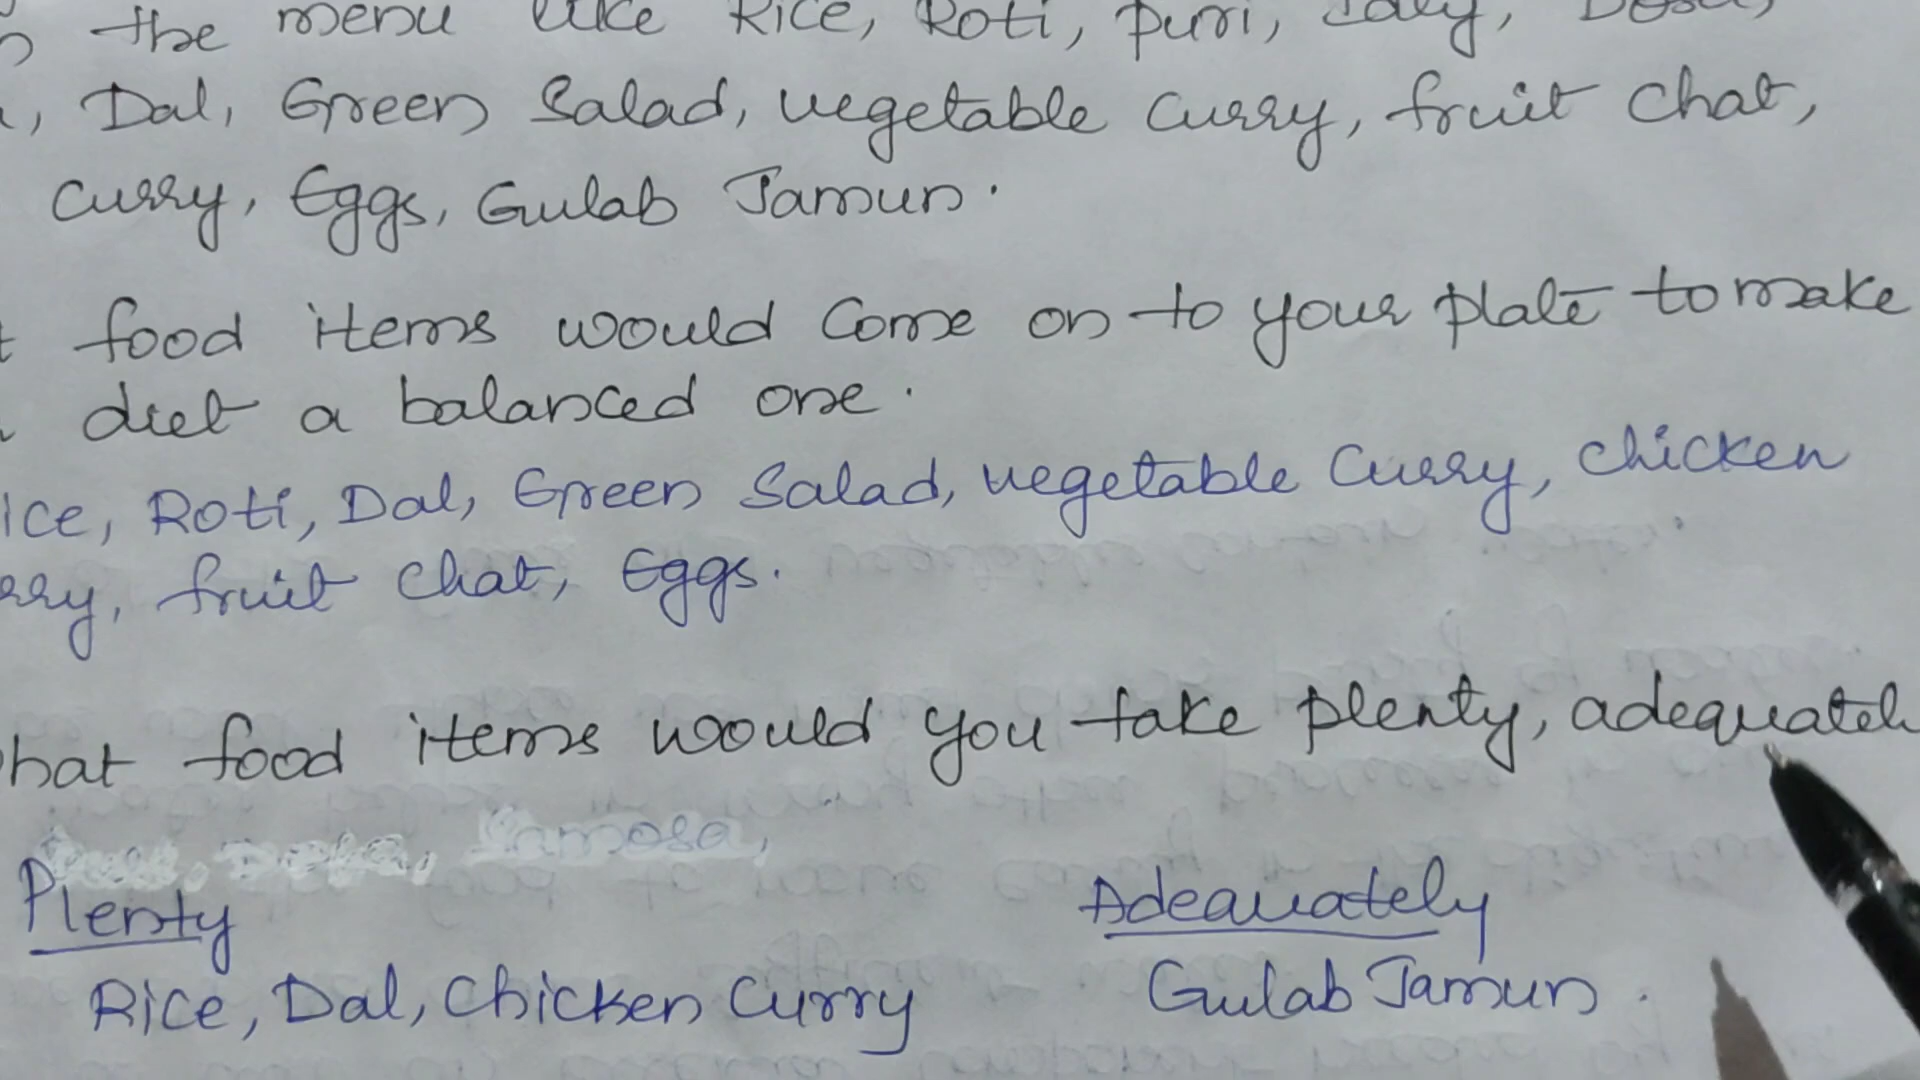 the menu like Rice, Roti, Puri, Idly, Dosa,
Dal, Green Salad, vegetable curry, fruit chat,
curry, Eggs, Gulab Jamun.
food items would come on to your plate to make
diet a balanced one.
ice, Roti, Dal, Green Salad, vegetable curry, chicken
rry, fruit chat, Eggs.
hat food items would you take plenty, adequatel
Samosa,
Plenty Adequately
Rice, Dal, Chicken Curry Gulab Jamun.